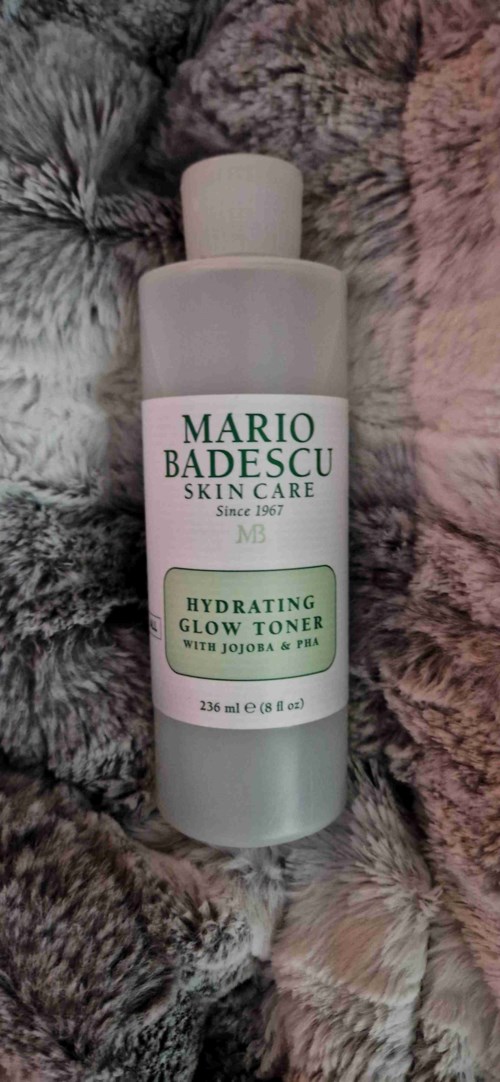 MARIO
BADESCU
SKIN CARE
Since 1967
MB
HYDRATING
GLOW TONER
WITH JOJOBA & PHA
236 ml ℮ (8 fl oz)